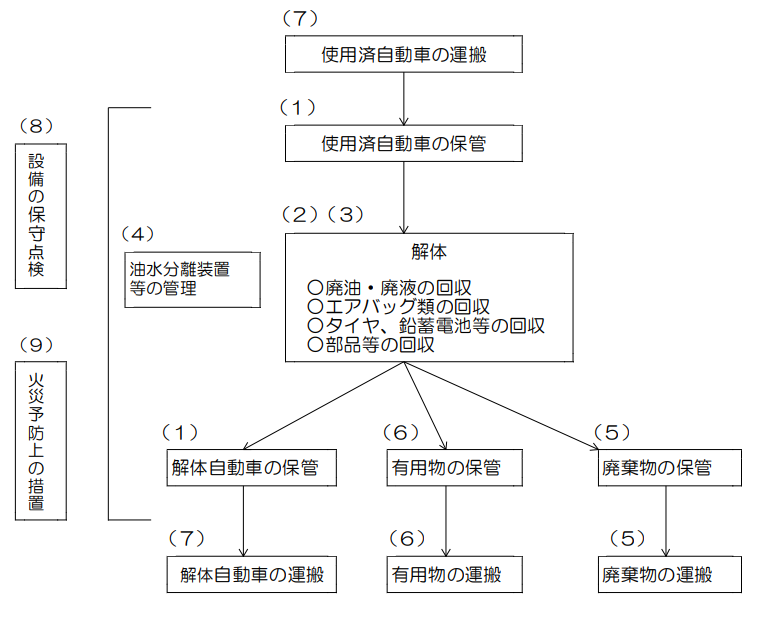 （７）
使用済自動車の運搬
（１）
使用済自動車の保管
（８）
設備の保守点検
（２）（３）
解体
〇廃油・廃液の回収
〇エアバッグ類の回収
〇タイヤ、鉛蓄電池等の回収
〇部品等の回収
（４）
油水分離装置
等の管理
（９）
火災予防上の措置
（１）
解体自動車の保管
（６）
有用物の保管
（５）
廃棄物の保管
（７）
解体自動車の運搬
（６）
有用物の運搬
（５）
廃棄物の運搬